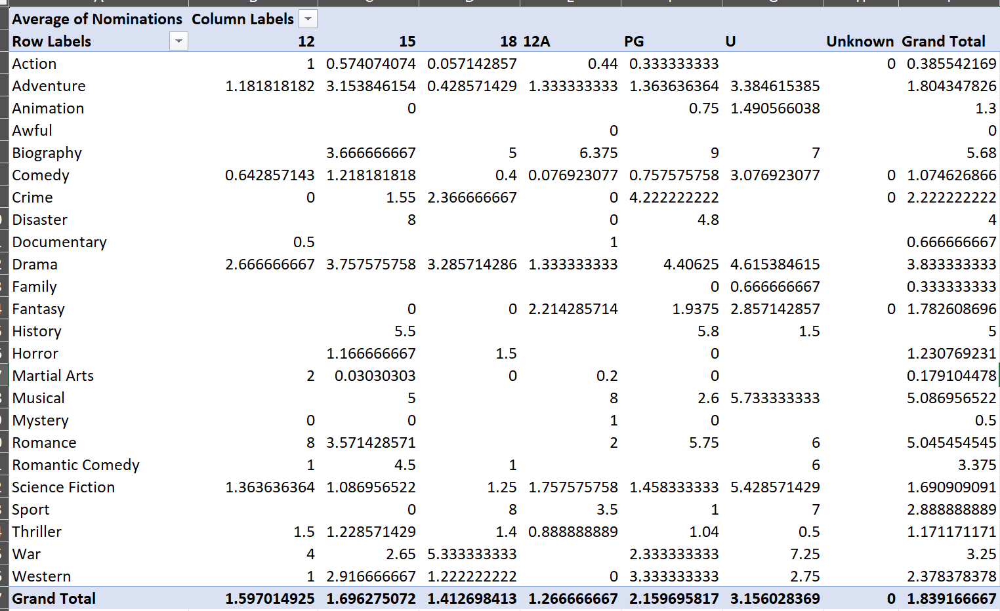 Average of Nominations Column Labels
Row Labels 12 15 18 12A PG U Unknown Grand Total
Action 1 0.574074074 0.057142857 0.44 0.333333333 0 0.385542169
Adventure 1.181818182 3.153846154 0.428571429 1.333333333 1.363636364 3.384615385 1.804347826
Animation 0 0.75 1.490566038 1.3
Awful 0 0
Biography 3.666666667 5 6.375 9 7 5.68
Comedy 0.642857143 1.218181818 0.4 0.076923077 0.757575758 3.076923077 0 1.074626866
Crime 0 1.55 2.366666667 0 4.222222222 0 2.222222222
Disaster 8 0 4.8 4
Documentary 0.5 1 0.666666667
Drama 2.666666667 3.757575758 3.285714286 1.333333333 4.40625 4.615384615 3.833333333
Family 0 0.666666667 0.333333333
Fantasy 0 0 2.214285714 1.9375 2.857142857 0 1.782608696
History 5.5 5.8 1.5 5
Horror 1.166666667 1.5 0 1.230769231
Martial Arts 2 0.03030303 0 0.2 0 0.179104478
Musical 5 8 2.6 5.733333333 5.086956522
Mystery 0 0 1 0 0.5
Romance 8 3.571428571 2 5.75 6 5.045454545
Romantic Comedy 1 4.5 1 6 3.375
Science Fiction 1.363636364 1.086956522 1.25 1.757575758 1.458333333 5.428571429 1.690909091
Sport 0 8 3.5 1 7 2.888888889
Thriller 1.5 1.228571429 1.4 0.888888889 1.04 0.5 1.171171171
War 4 2.65 5.333333333 2.333333333 7.25 3.25
Western 1 2.916666667 1.222222222 0 3.333333333 2.75 2.378378378
Grand Total 1.597014925 1.696275072 1.412698413 1.266666667 2.159695817 3.156028369 0 1.839166667